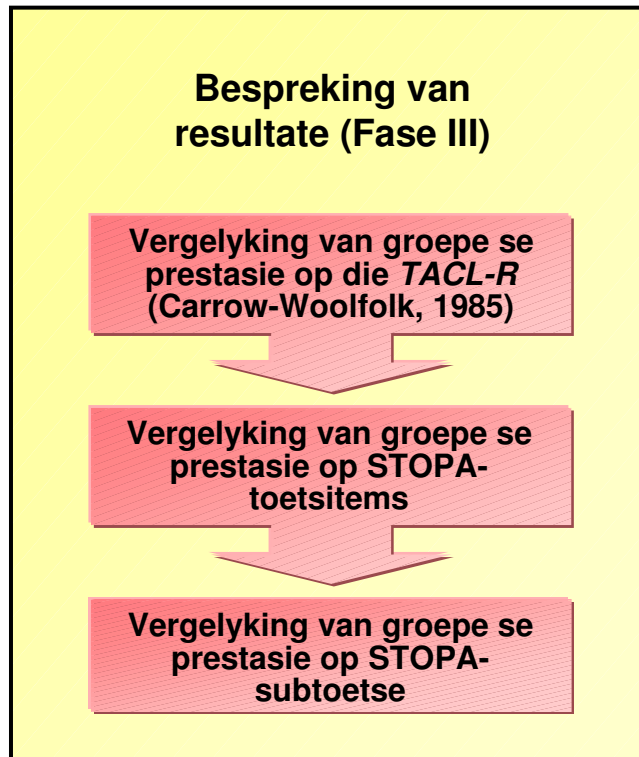 Bespreking van
resultate (Fase III)
Vergelyking van groepe se
prestasie op die TACL-R
(Carrow-Woolfolk, 1985)
Vergelyking van groepe se
prestasie op STOPA-
toetsitems
Vergelyking van groepe se
prestasie op STOPA-
subtoetse